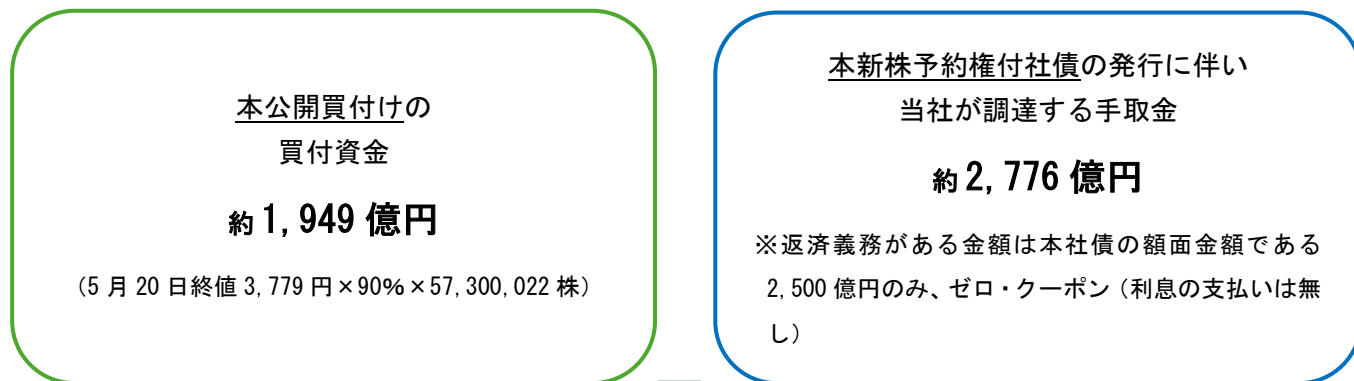 本公開買付けの
買付資金
約 1,949 億円
（5 月 20 日終値 3,779 円×90％×57,300,022 株）
本新株予約権付社債の発行に伴い
当社が調達する手取金
約 2,776 億円
※返済義務がある金額は本社債の額面金額である
2,500 億円のみ、ゼロ・クーポン（利息の支払いは無
し）